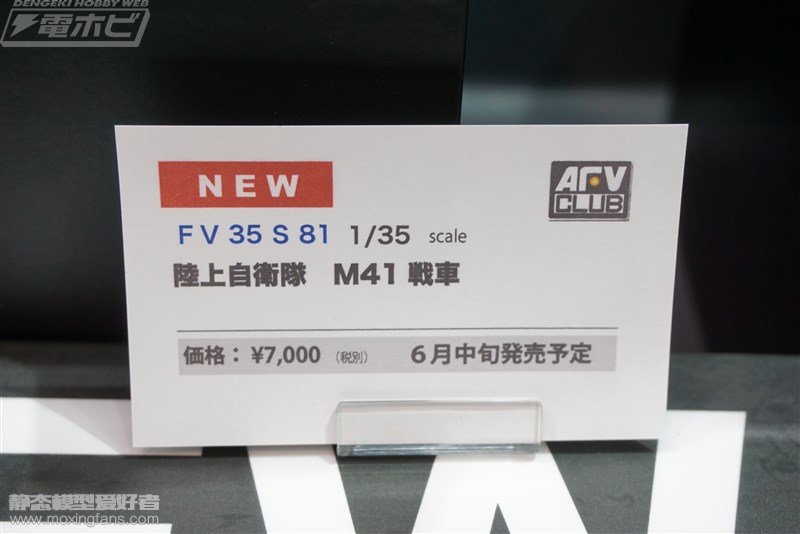 DENGEKI HOBBY WEB
電ホビ
NEW
AFV CLUB
FV 35 S 81 1/35 scale
陸上自衛隊 M41 戦車
価格：¥7,000 （税別） 6月中旬発売予定
静态模型爱好者
www.moxingfans.com